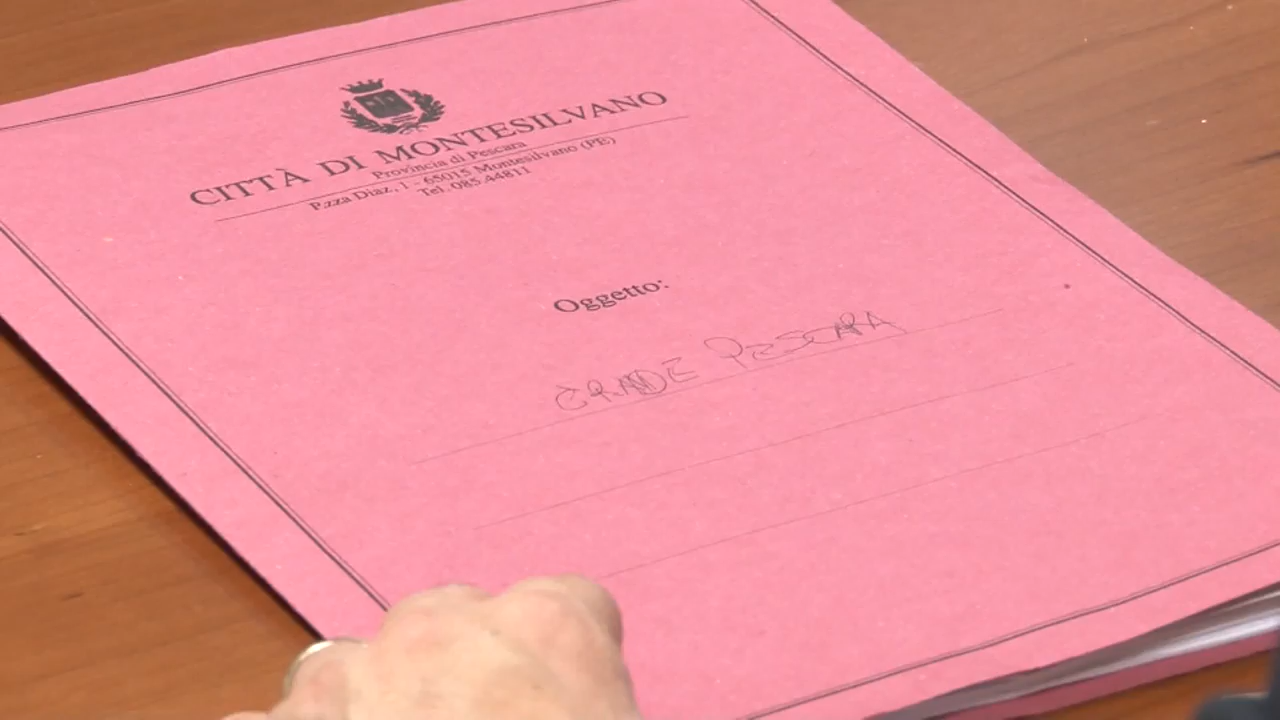 CITTÀ DI MONTESILVANO
Provincia di Pescara
P.zza Diaz, 1 - 65015 Montesilvano (PE)
Tel. 085.44811
Oggetto:
GRANDE PESCARA